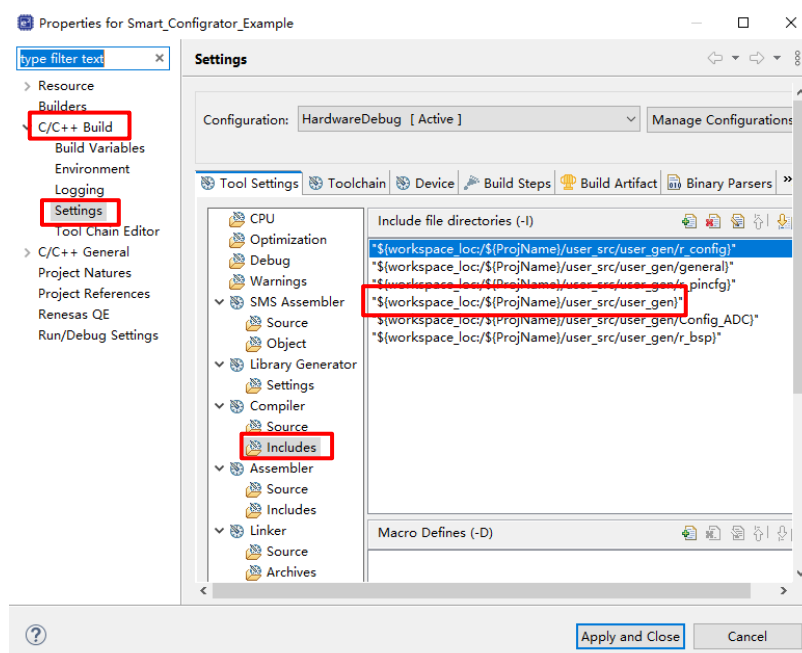 Properties for Smart_Configrator_Example
type filter text
Settings
Resource
Builders
C/C++ Build
Build Variables
Environment
Logging
Settings
Tool Chain Editor
C/C++ General
Project Natures
Project References
Renesas QE
Run/Debug Settings
Configuration: HardwareDebug [ Active ] Manage Configurations
Tool Settings Toolchain Device Build Steps Build Artifact Binary Parsers »
CPU
Optimization
Debug
Warnings
SMS Assembler
Source
Object
Library Generator
Settings
Compiler
Source
Includes
Assembler
Source
Includes
Linker
Source
Archives
Include file directories (-I)
"${workspace_loc:/${ProjName}/user_src/user_gen/r_config}"
"${workspace_loc:/${ProjName}/user_src/user_gen/general}"
"${workspace_loc:/${ProjName}/user_src/user_gen/r_pincfg}"
"${workspace_loc:/${ProjName}/user_src/user_gen}"
"${workspace_loc:/${ProjName}/user_src/user_gen/Config_ADC}"
"${workspace_loc:/${ProjName}/user_src/user_gen/r_bsp}"
Macro Defines (-D)
?
Apply and Close
Cancel